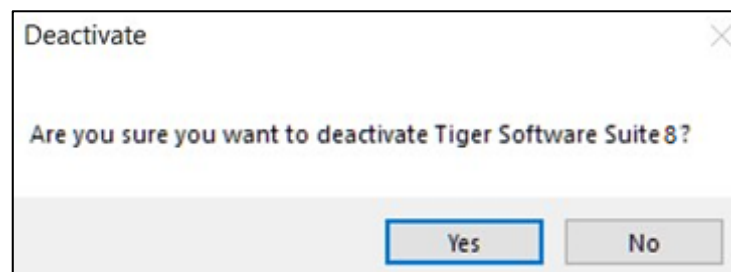 Deactivate
Are you sure you want to deactivate Tiger Software Suite 8?
Yes No